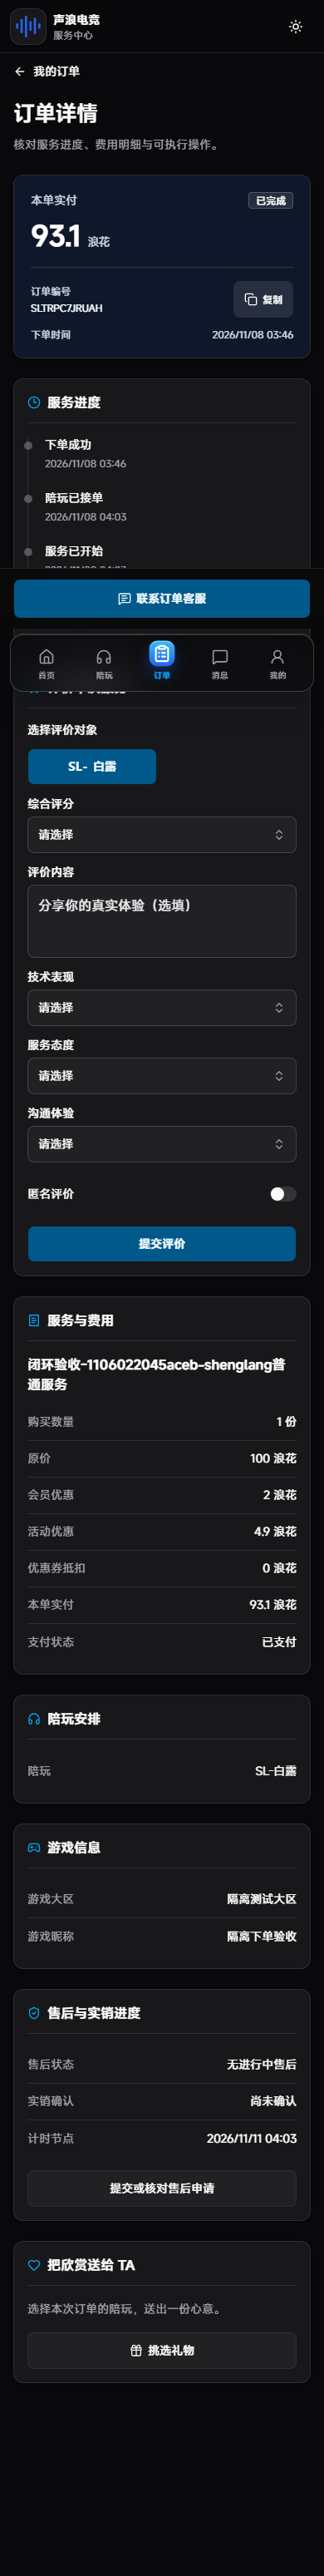 声浪电竞
服务中心
我的订单
订单详情
核对服务进度、费用明细与可执行操作。
本单实付
已完成
93.1 浪花
订单编号
SLTRPC7JRUAH
复制
下单时间
2026/11/08 03:46
服务进度
下单成功
2026/11/08 03:46
陪玩已接单
2026/11/08 04:03
服务已开始
联系订单客服
首页
陪玩
订单
消息
我的
选择评价对象
SL- 白露
综合评分
请选择
评价内容
分享你的真实体验（选填）
技术表现
请选择
服务态度
请选择
沟通体验
请选择
匿名评价
提交评价
服务与费用
闭环验收-1106022045aceb-shenglang普
通服务
购买数量
1 份
原价
100 浪花
会员优惠
2 浪花
活动优惠
4.9 浪花
优惠券抵扣
0 浪花
本单实付
93.1 浪花
支付状态
已支付
陪玩安排
陪玩
SL-白露
游戏信息
游戏大区
隔离测试大区
游戏昵称
隔离下单验收
售后与实销进度
售后状态
无进行中售后
实销确认
尚未确认
计时节点
2026/11/11 04:03
提交或核对售后申请
把欣赏送给 TA
选择本次订单的陪玩，送出一份心意。
挑选礼物